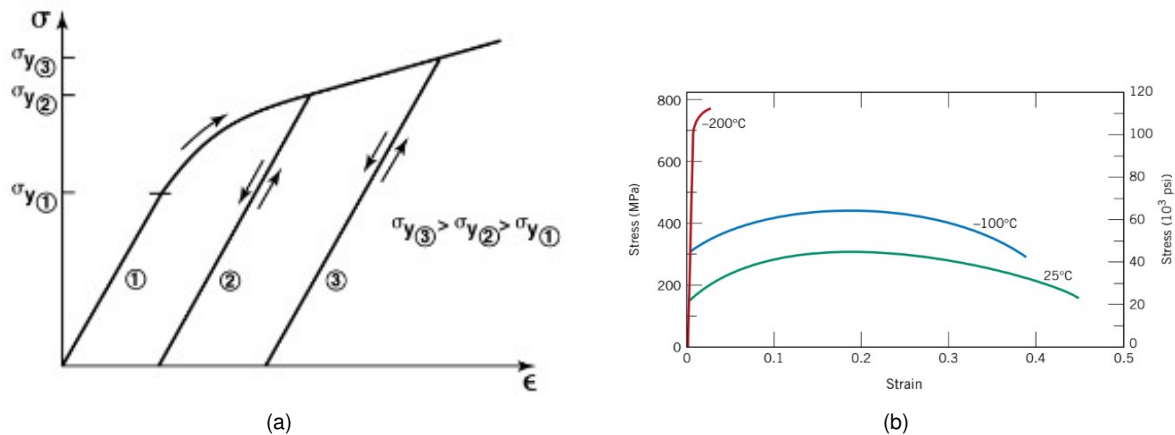 σ
σy③
σy②
σy①
①
②
③
σy③ > σy② > σy①
ϵ
(a)
800
600
400
200
0
Stress (MPa)
–200°C
–100°C
25°C
120
100
80
60
40
20
0
Stress (10³ psi)
0 0.1 0.2 0.3 0.4 0.5
Strain
(b)